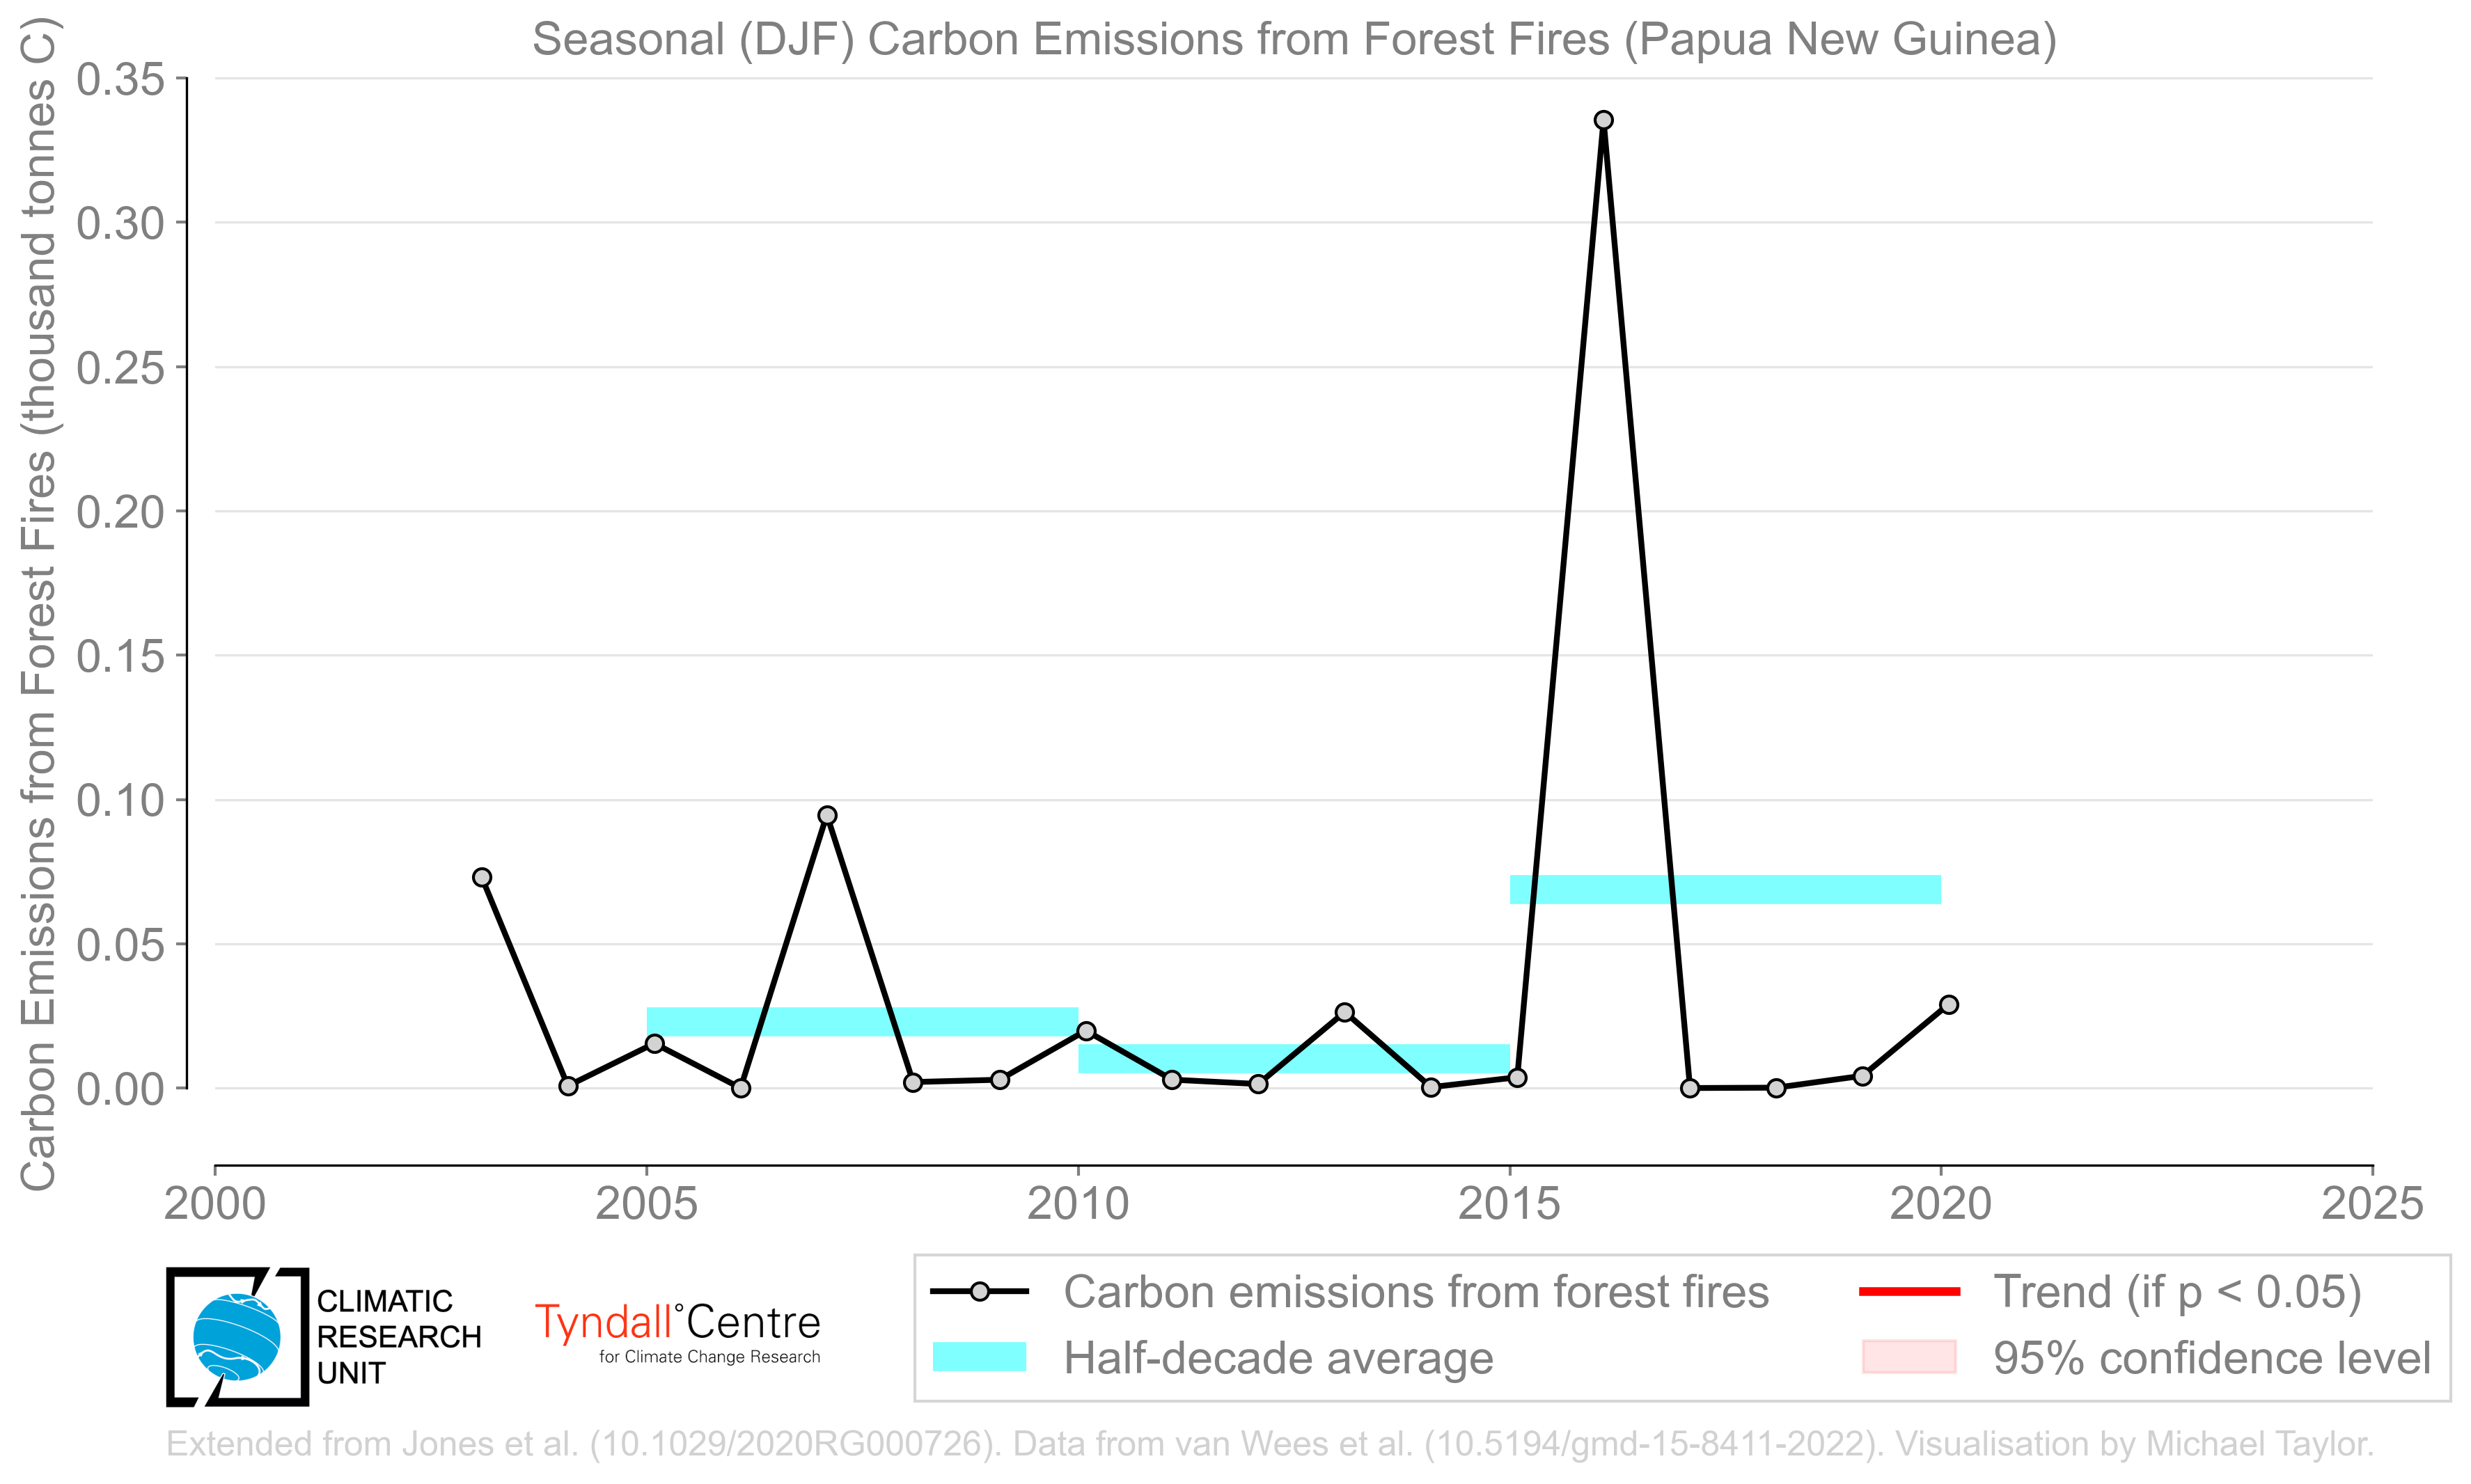 Seasonal (DJF) Carbon Emissions from Forest Fires (Papua New Guinea)
Carbon Emissions from Forest Fires (thousand tonnes C)
0.35
0.30
0.25
0.20
0.15
0.10
0.05
0.00
2000
2005
2010
2015
2020
2025
CLIMATIC
RESEARCH
UNIT
Tyndall°Centre
for Climate Change Research
Carbon emissions from forest fires
Half-decade average
Trend (if p < 0.05)
95% confidence level
Extended from Jones et al. (10.1029/2020RG000726). Data from van Wees et al. (10.5194/gmd-15-8411-2022). Visualisation by Michael Taylor.